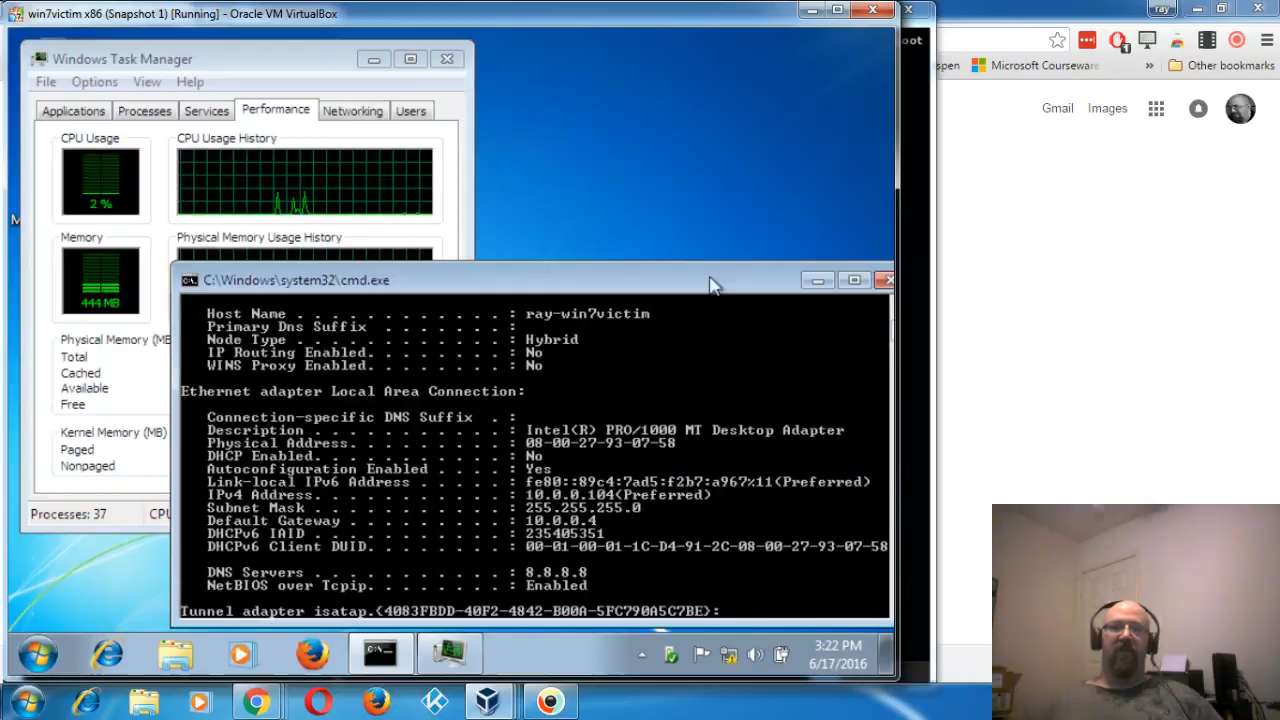 win7victim x86 (Snapshot 1) [Running] - Oracle VM VirtualBox
ray
oot
spen
Microsoft Courseware
»
Other bookmarks
Gmail
Images
Windows Task Manager
File Options View Help
Applications Processes Services Performance Networking Users
CPU Usage
CPU Usage History
2 %
Memory
Physical Memory Usage History
444 MB
Physical Memory (MB
Total
Cached
Available
Free
Kernel Memory (MB)
Paged
Nonpaged
Processes: 37
CPU
C:\Windows\system32\cmd.exe
Host Name . . . . . . . . . . . . : ray-win7victim
Primary Dns Suffix . . . . . . . :
Node Type . . . . . . . . . . . . : Hybrid
IP Routing Enabled. . . . . . . . : No
WINS Proxy Enabled. . . . . . . . : No
Ethernet adapter Local Area Connection:
Connection-specific DNS Suffix . :
Description . . . . . . . . . . . : Intel(R) PRO/1000 MT Desktop Adapter
Physical Address. . . . . . . . . : 08-00-27-93-07-58
DHCP Enabled. . . . . . . . . . . : No
Autoconfiguration Enabled . . . . : Yes
Link-local IPv6 Address . . . . . : fe80::89c4:7ad5:f2b7:a967%11(Preferred)
IPv4 Address. . . . . . . . . . . : 10.0.0.104(Preferred)
Subnet Mask . . . . . . . . . . . : 255.255.255.0
Default Gateway . . . . . . . . . : 10.0.0.4
DHCPv6 IAID . . . . . . . . . . . : 235405351
DHCPv6 Client DUID. . . . . . . . : 00-01-00-01-1C-D4-91-2C-08-00-27-93-07-58
DNS Servers . . . . . . . . . . . : 8.8.8.8
NetBIOS over Tcpip. . . . . . . . : Enabled
Tunnel adapter isatap.{4083FBDD-40F2-4842-B00A-5FC790A5C7BE}:
3:22 PM
6/17/2016